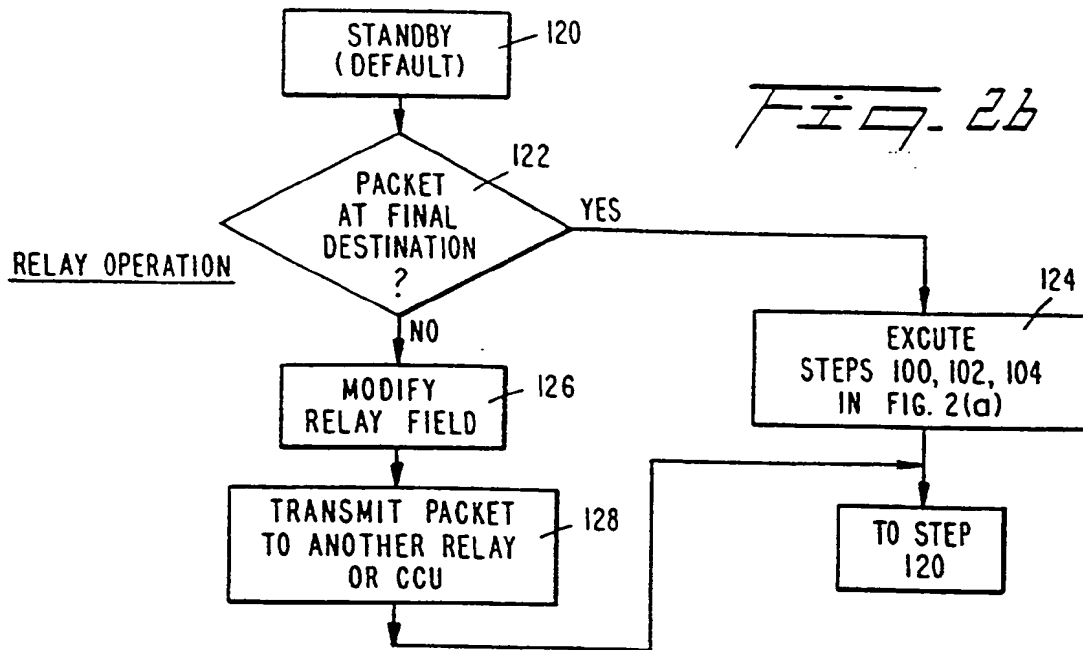 STANDBY
(DEFAULT)
120
Fig. 2b
PACKET
AT FINAL
DESTINATION
?
122
YES
RELAY OPERATION
NO
124
EXCUTE
STEPS 100, 102, 104
IN FIG. 2(a)
MODIFY
RELAY FIELD
126
TRANSMIT PACKET
TO ANOTHER RELAY
OR CCU
128
TO STEP
120